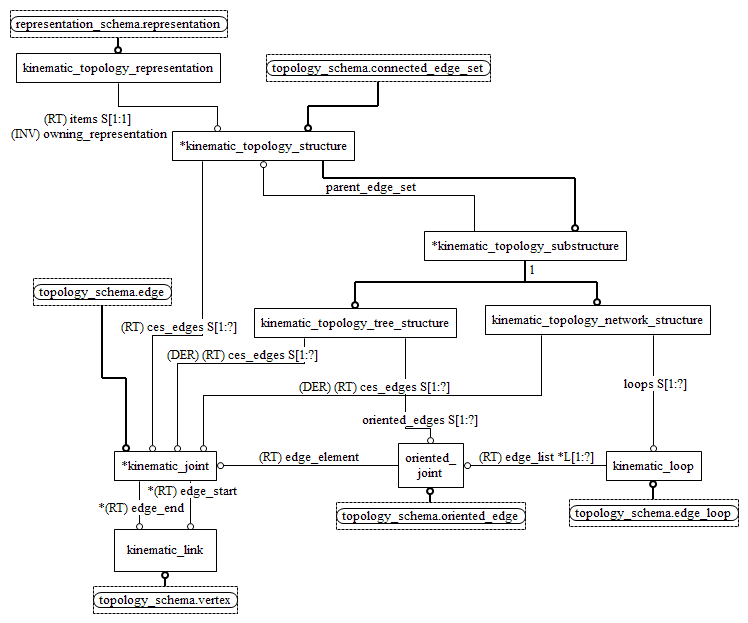 representation_schema.representation
kinematic_topology_representation
topology_schema.connected_edge_set
(RT) items S[1:1]
(INV) owning_representation
*kinematic_topology_structure
parent_edge_set
*kinematic_topology_substructure
1
topology_schema.edge
kinematic_topology_tree_structure
kinematic_topology_network_structure
(RT) ces_edges S[1:?]
(DER) (RT) ces_edges S[1:?]
(DER) (RT) ces_edges S[1:?]
loops S[1:?]
oriented_edges S[1:?]
*kinematic_joint
(RT) edge_element
oriented_
joint
(RT) edge_list *L[1:?]
kinematic_loop
*(RT) edge_start
*(RT) edge_end
topology_schema.oriented_edge
topology_schema.edge_loop
kinematic_link
topology_schema.vertex